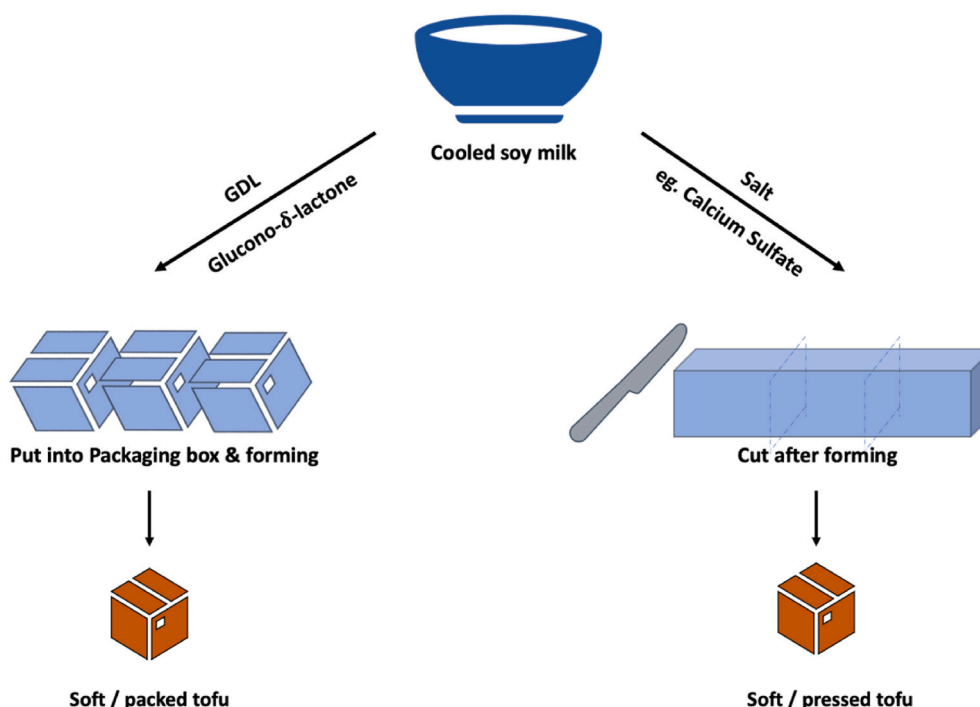 Cooled soy milk
GDL
Glucono-δ-lactone
Salt
eg. Calcium Sulfate
Put into Packaging box & forming
Cut after forming
Soft / packed tofu
Soft / pressed tofu